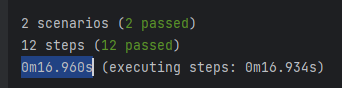 2 scenarios (2 passed)
12 steps (12 passed)
0m16.960s (executing steps: 0m16.934s)